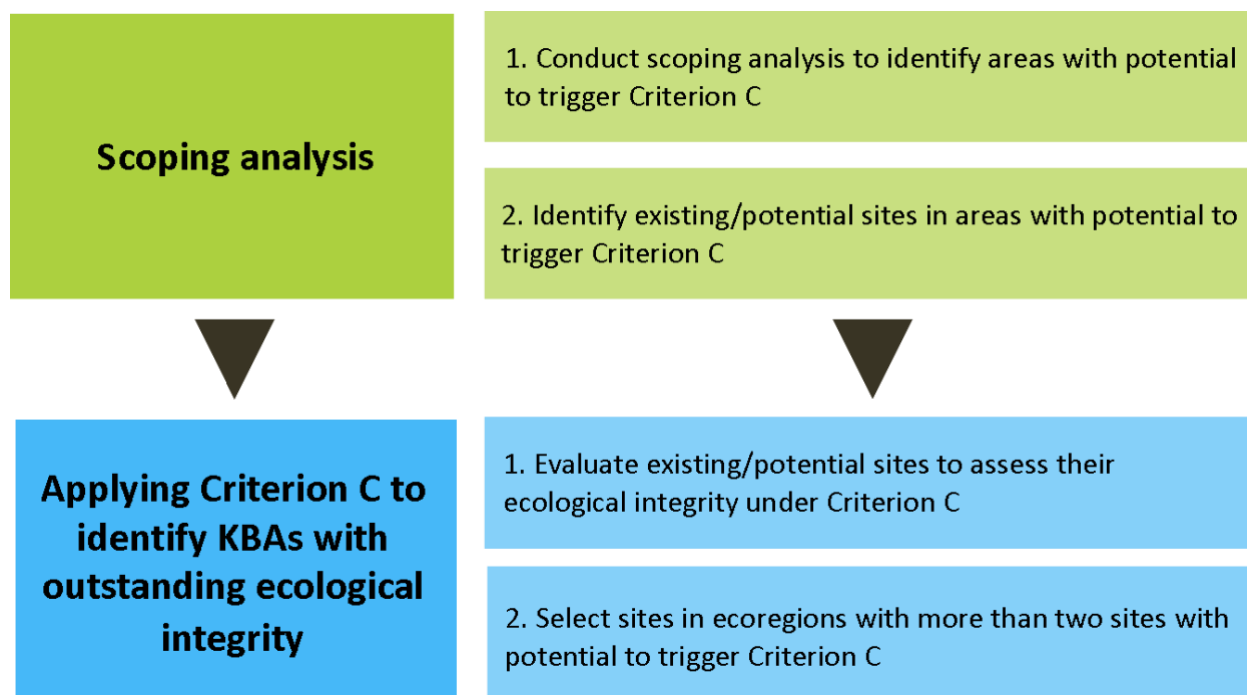 Scoping analysis
1. Conduct scoping analysis to identify areas with potential
to trigger Criterion C
2. Identify existing/potential sites in areas with potential to
trigger Criterion C
Applying Criterion C to
identify KBAs with
outstanding ecological
integrity
1. Evaluate existing/potential sites to assess their
ecological integrity under Criterion C
2. Select sites in ecoregions with more than two sites with
potential to trigger Criterion C